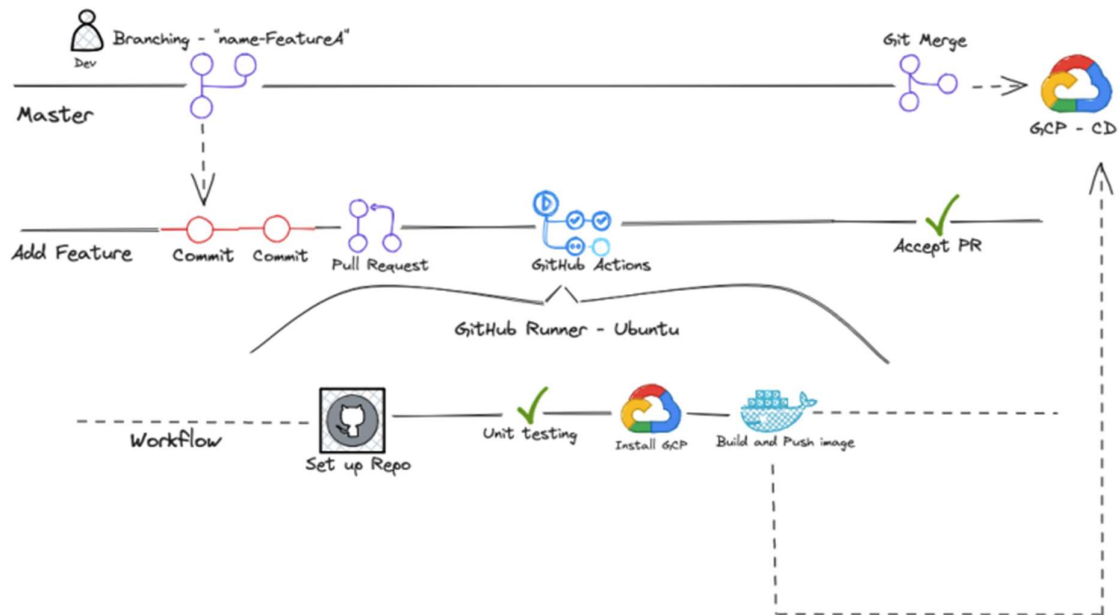 Branching - "name-FeatureA"
Dev
Git Merge
Master
GCP - CD
Add Feature
Commit
Commit
Pull Request
GitHub Actions
Accept PR
GitHub Runner - Ubuntu
Workflow
Set up Repo
Unit testing
Install GCP
Build and Push image